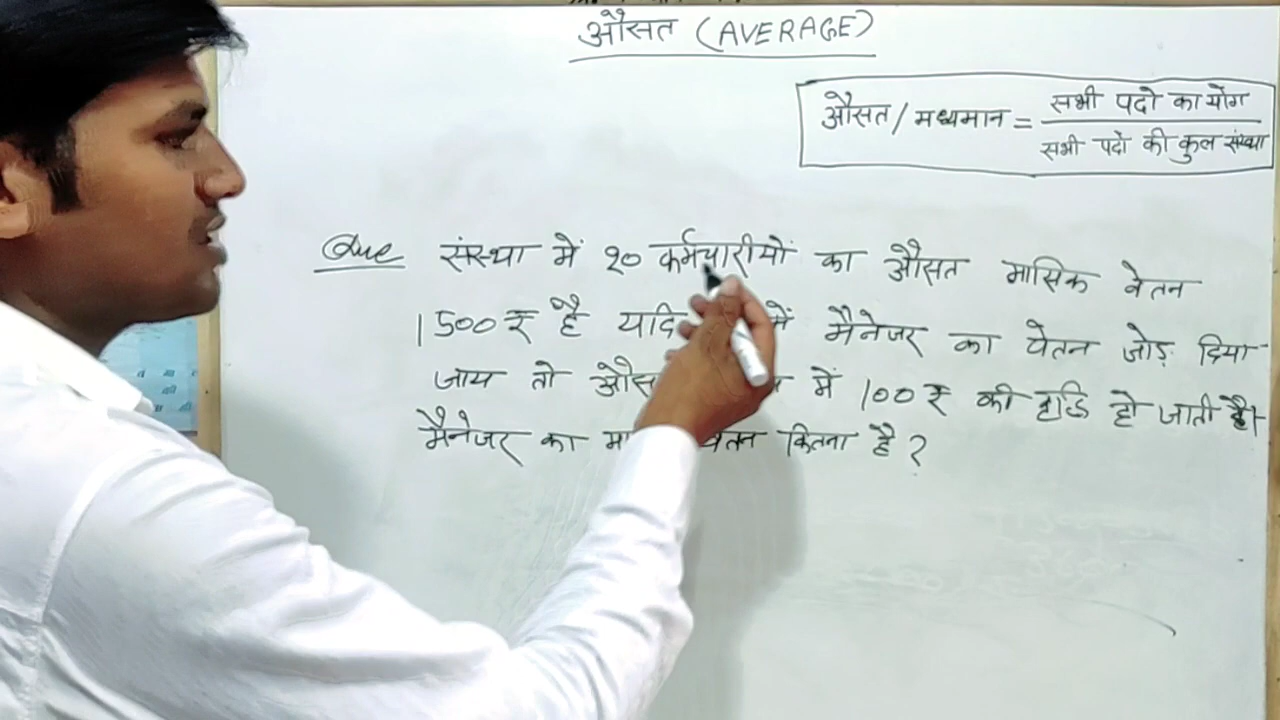 औसत (AVERAGE)
औसत/मध्यमान = सभी पदो का योग
सभी पदो की कुल संख्या
Que संस्था में २० कर्मचारीयों का औसत मासिक वेतन
1500₹ है यदि में मैनेजर का वेतन जोड़ दिया
जाय तो औस में 100₹ की वृद्धि हो जाती है।
मैनेजर का मा वेतन कितना है?